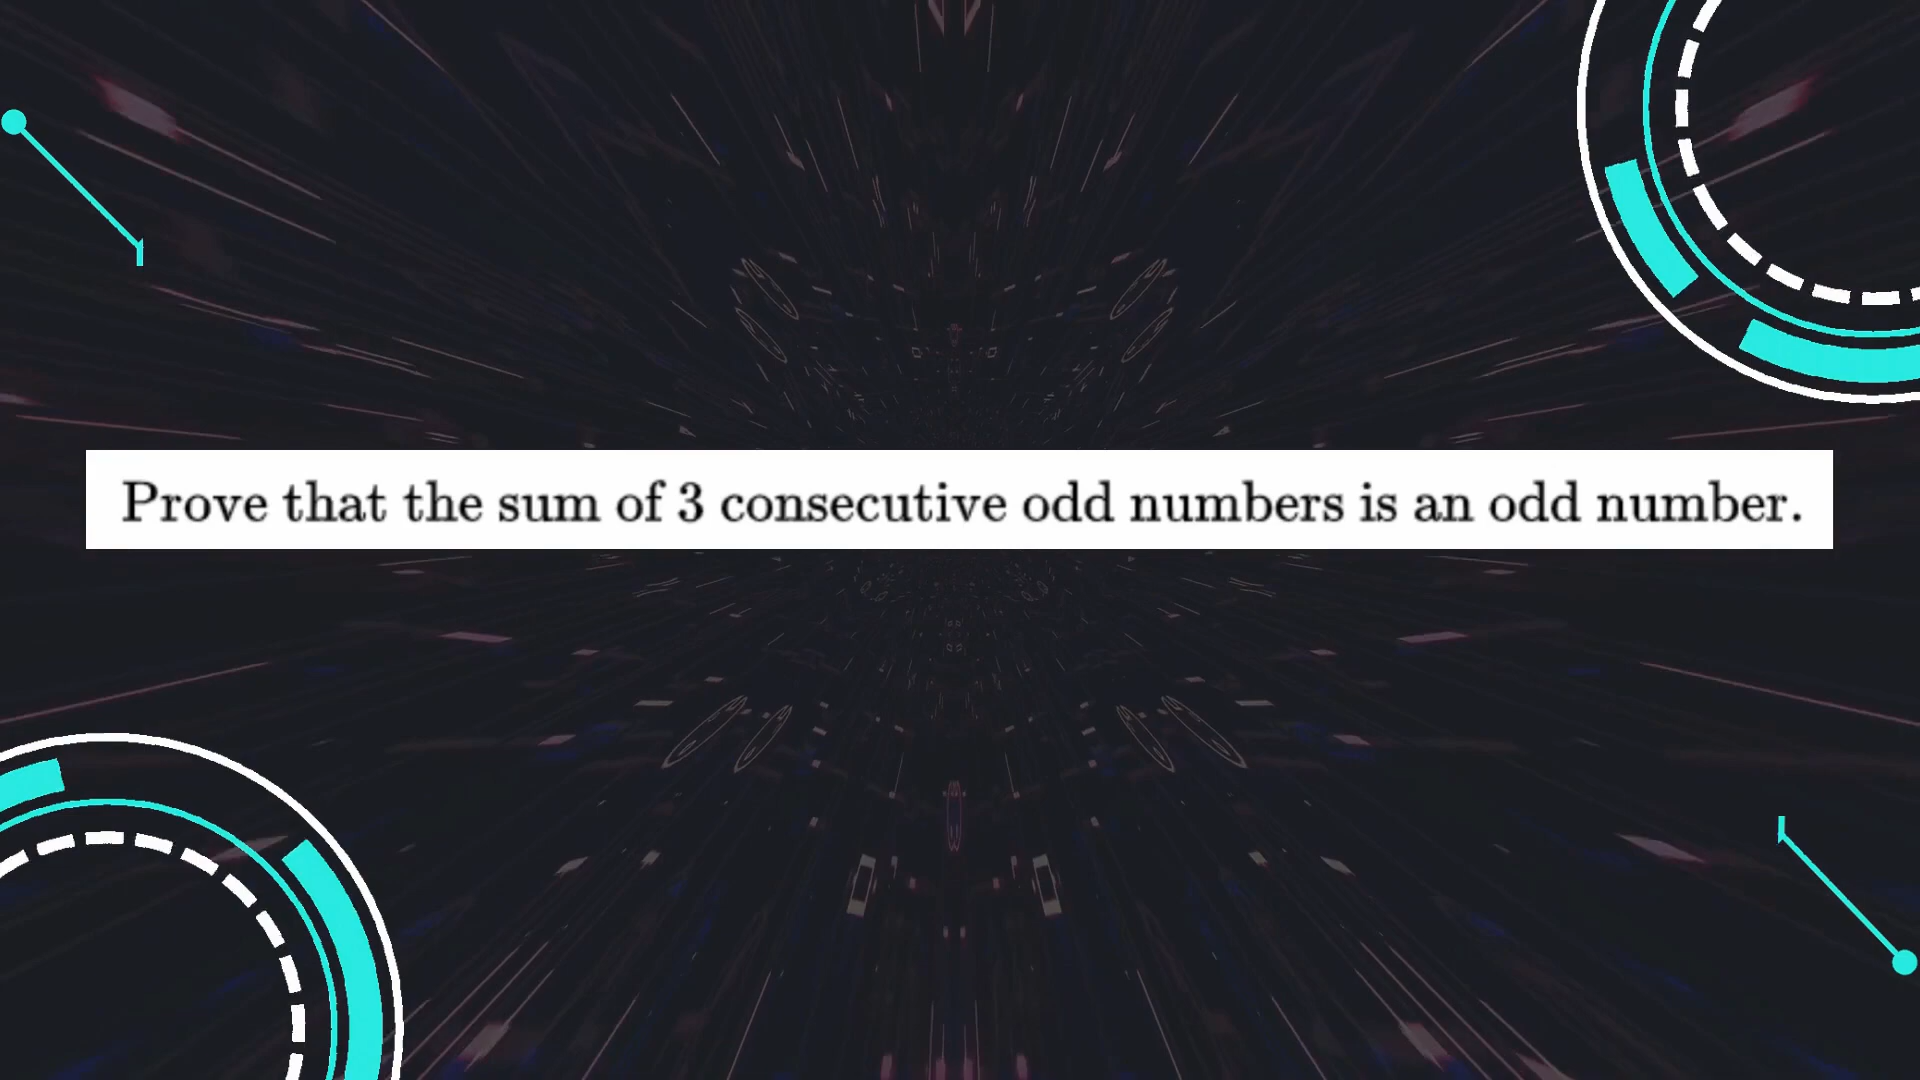 Prove that the sum of 3 consecutive odd numbers is an odd number.